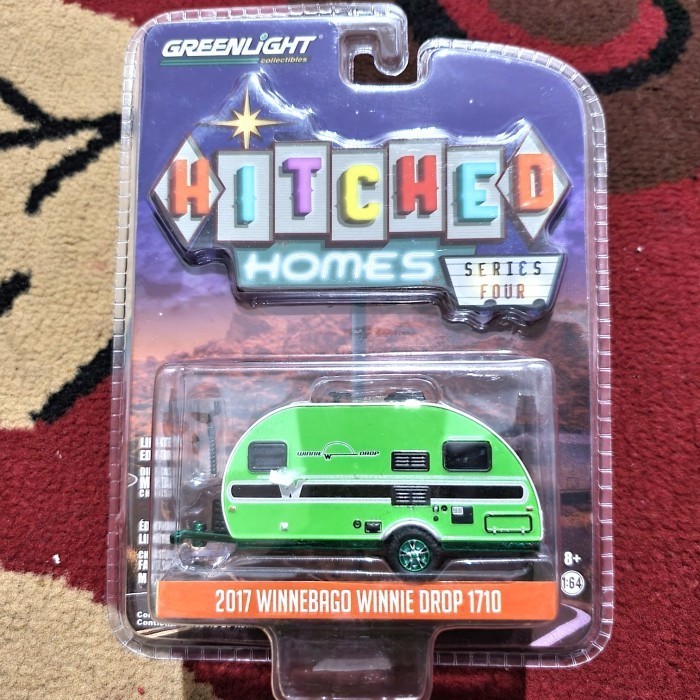 GREENLIGHT
collectibles
HITCHED
HOMES
SERIES
FOUR
WINNIE DROP
8+
1:64
2017 WINNEBAGO WINNIE DROP 1710